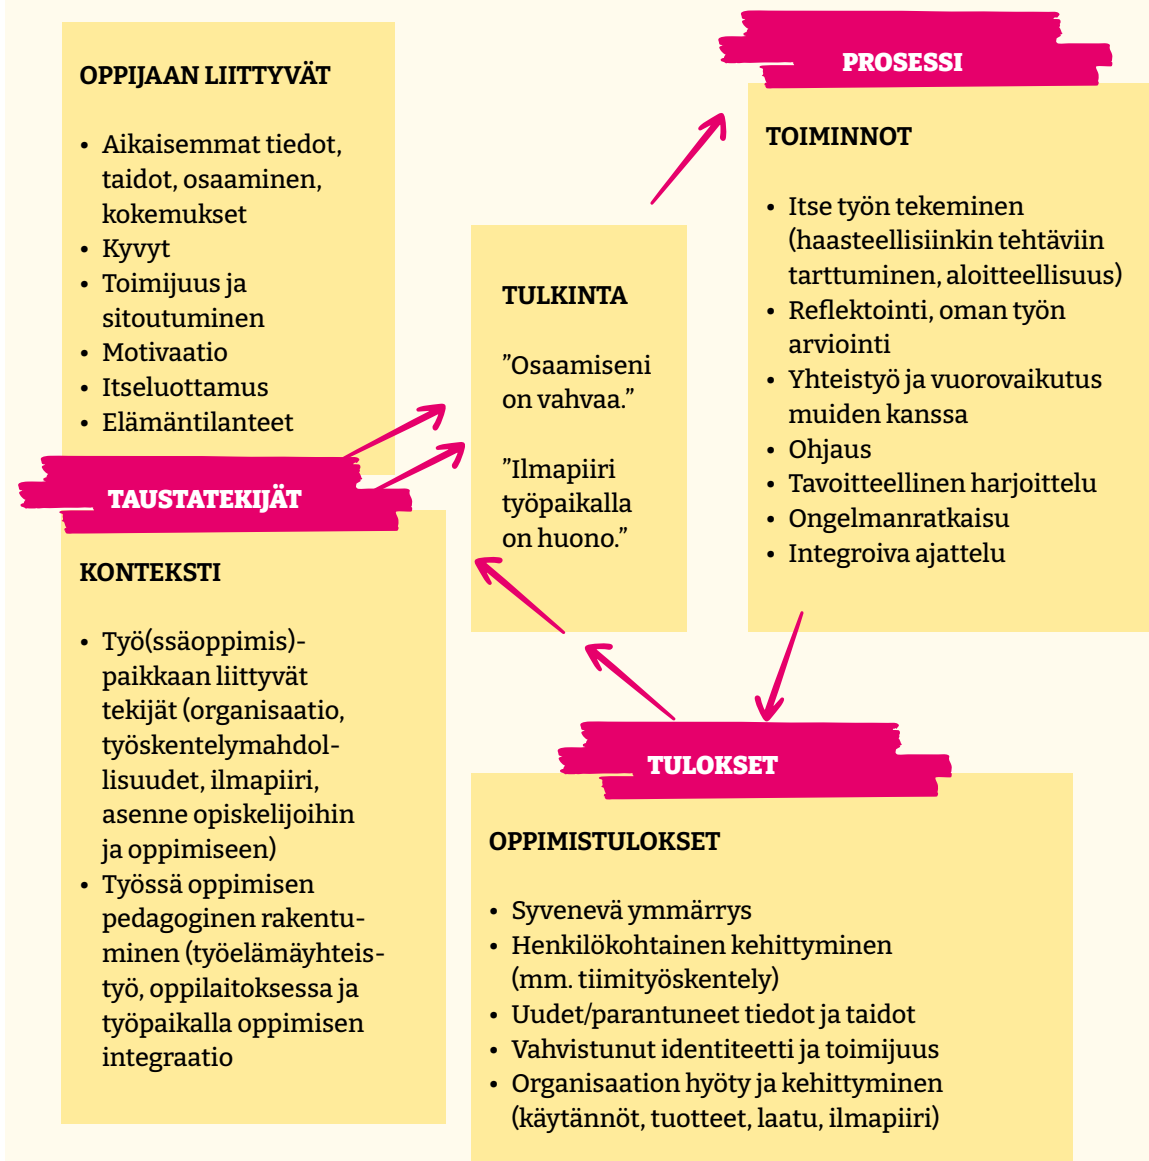 OPPIJAAN LIITTYVÄT
• Aikaisemmat tiedot,
taidot, osaaminen,
kokemukset
• Kyvyt
• Toimijuus ja
sitoutuminen
• Motivaatio
• Itseluottamus
• Elämäntilanteet
TAUSTATEKIJÄT
KONTEKSTI
• Työ(ssäoppimis)-
paikkaan liittyvät
tekijät (organisaatio,
työskentelymahdol-
lisuudet, ilmapiiri,
asenne opiskelijoihin
ja oppimiseen)
• Työssä oppimisen
pedagoginen rakentu-
minen (työelämäyhteis-
työ, oppilaitoksessa ja
työpaikalla oppimisen
integraatio
TULKINTA
”Osaamiseni
on vahvaa.”
”Ilmapiiri
työpaikalla
on huono.”
PROSESSI
TOIMINNOT
• Itse työn tekeminen
(haasteellisiinkin tehtäviin
tarttuminen, aloitteellisuus)
• Reflektointi, oman työn
arviointi
• Yhteistyö ja vuorovaikutus
muiden kanssa
• Ohjaus
• Tavoitteellinen harjoittelu
• Ongelmanratkaisu
• Integroiva ajattelu
TULOKSET
OPPIMISTULOKSET
• Syvenevä ymmärrys
• Henkilökohtainen kehittyminen
(mm. tiimityöskentely)
• Uudet/parantuneet tiedot ja taidot
• Vahvistunut identiteetti ja toimijuus
• Organisaation hyöty ja kehittyminen
(käytännöt, tuotteet, laatu, ilmapiiri)